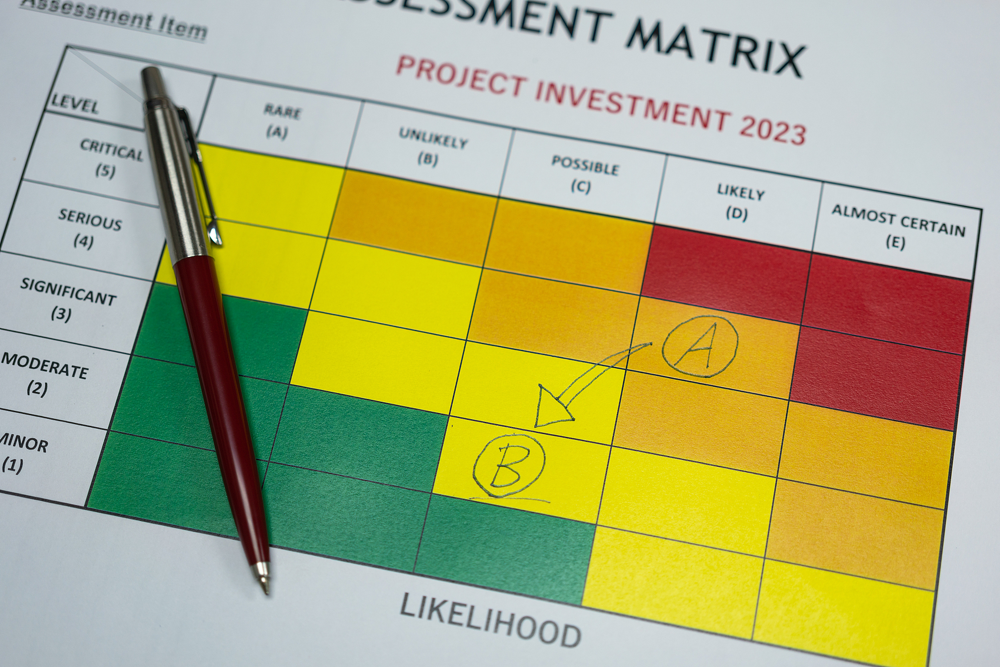 Assessment Item
ASSESSMENT MATRIX
PROJECT INVESTMENT 2023
LEVEL
RARE
(A)
UNLIKELY
(B)
POSSIBLE
(C)
LIKELY
(D)
ALMOST CERTAIN
(E)
CRITICAL
(5)
SERIOUS
(4)
A
SIGNIFICANT
(3)
MODERATE
(2)
B
MINOR
(1)
LIKELIHOOD